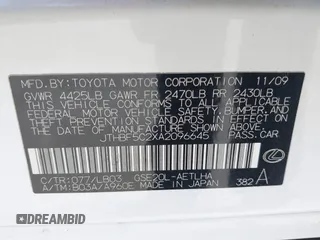 MFD.BY:TOYOTA MOTOR CORPORATION 11/09
GVWR 4425LB GAWR FR 2470LB RR 2430LB
THIS VEHICLE CONFORMS TO ALL APPLICABLE
FEDERAL MOTOR VEHICLE SAFETY, BUMPER, AND
THEFT PREVENTION STANDARDS IN EFFECT ON
THE DATE OF MANUFACTURE SHOWN ABOVE.
JTHBF5C2XA2096645 PASS. CAR
C/TR:077/LB03 GSE20L-AETLHA
A/TM:B03A/A960E MADE IN JAPAN 382 A
DREAMBID